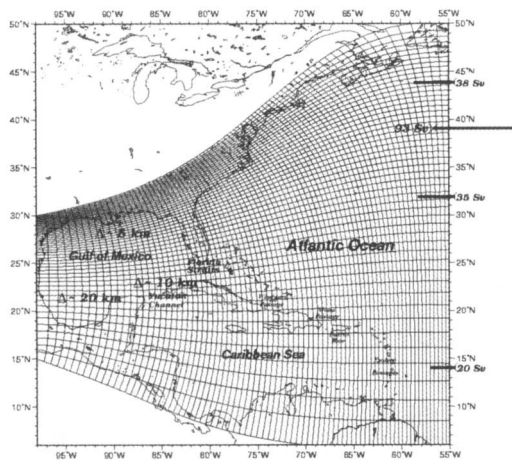 95°W 90°W 85°W 80°W 75°W 70°W 65°W 60°W 55°W
50°N 50°N
45°N 45°N
38 Sv
40°N 40°N
93 Sv
35°N 35°N
35 Sv
30°N 30°N
Δ~ 5 km
Atlantic Ocean
Gulf of Mexico
Florida
Straits
25°N 25°N
Δ~ 10 km
Δ~ 20 km
Yucatan
Channel
20°N 20°N
Caribbean Sea
15°N 15°N
20 Sv
10°N 10°N
95°W 90°W 85°W 80°W 75°W 70°W 65°W 60°W 55°W